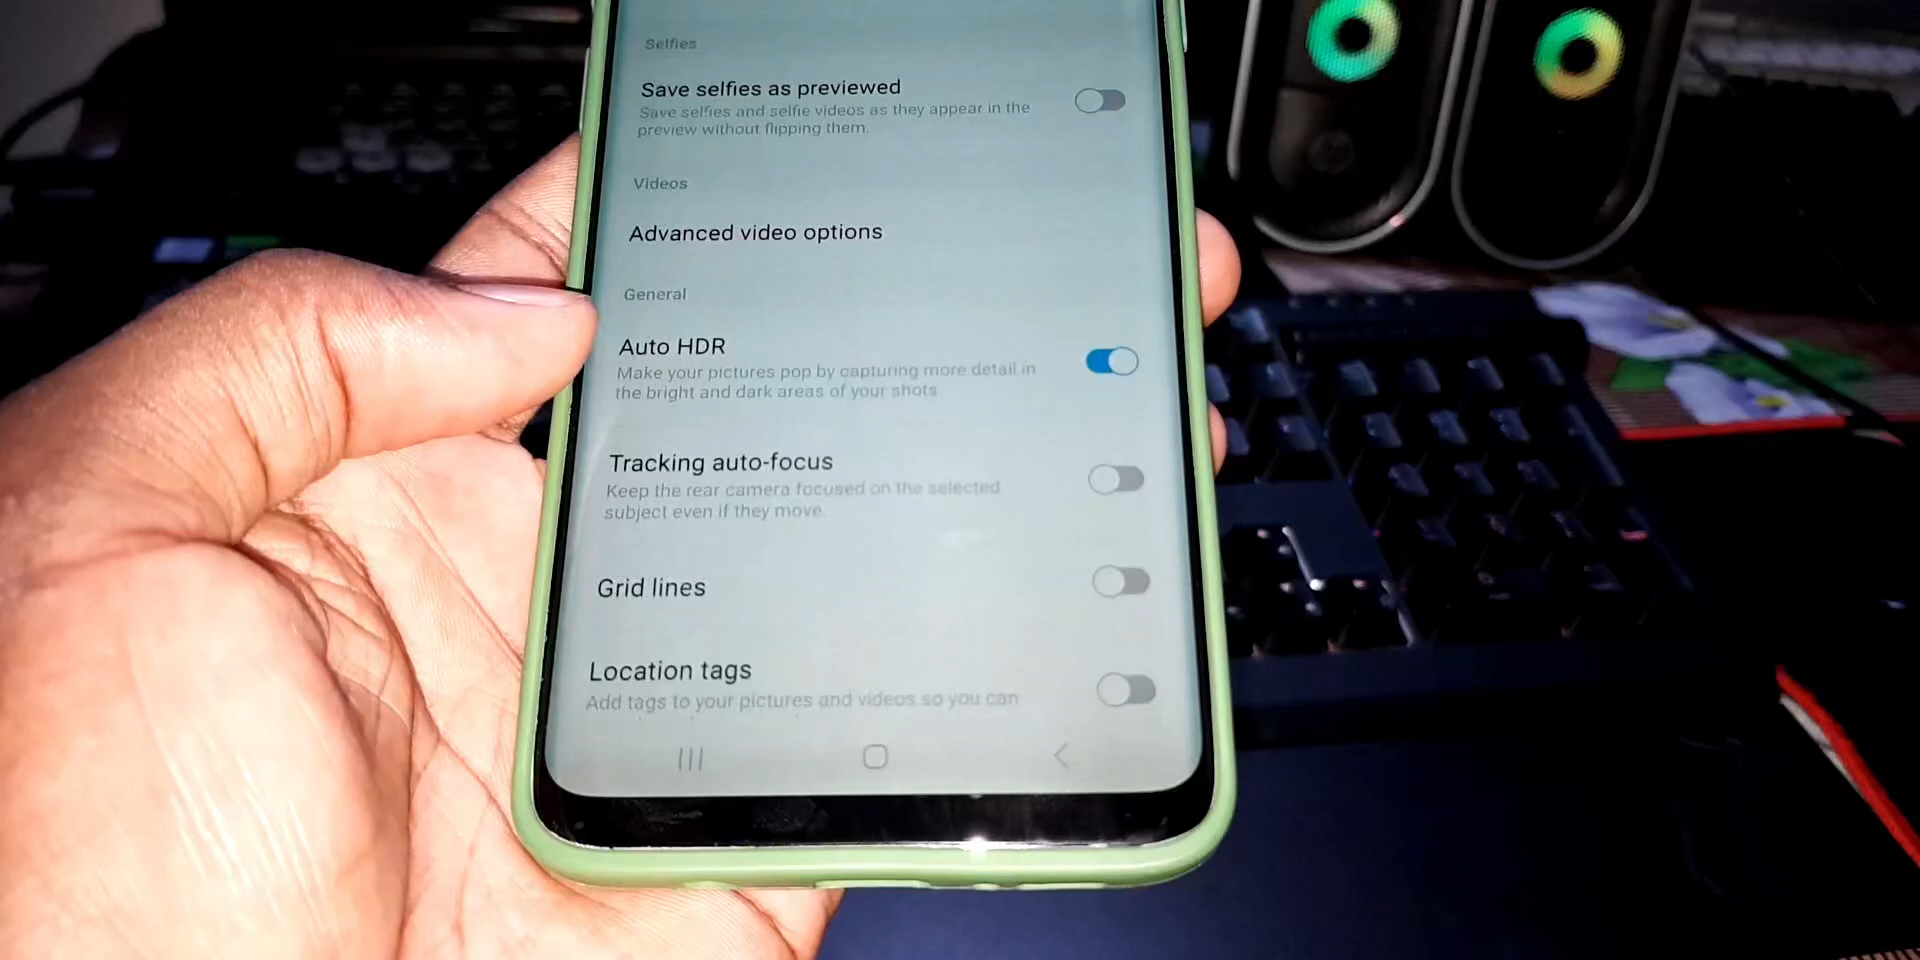 Selfies
Save selfies as previewed
Save selfies and selfie videos as they appear in the
preview without flipping them.
Videos
Advanced video options
General
Auto HDR
Make your pictures pop by capturing more detail in
the bright and dark areas of your shots
Tracking auto-focus
Keep the rear camera focused on the selected
subject even if they move.
Grid lines
Location tags
Add tags to your pictures and videos so you can